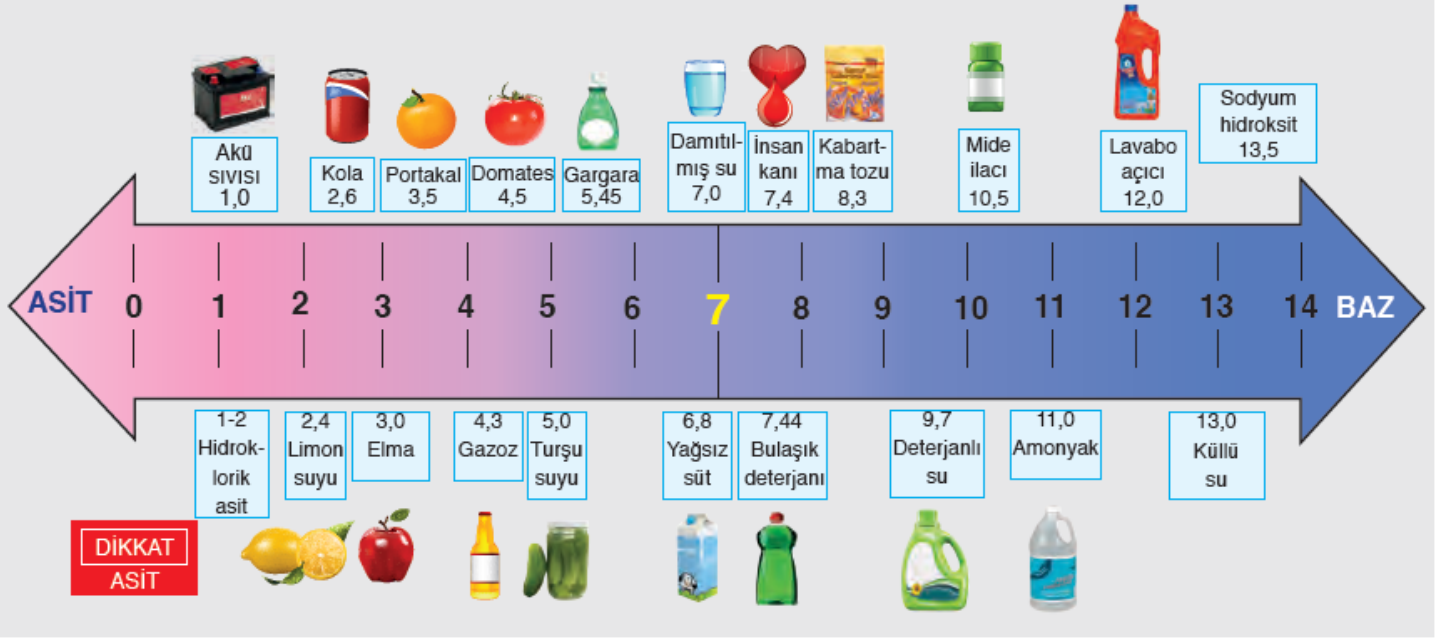 Akü
sıvısı
1,0
Kola
2,6
Portakal
3,5
Domates
4,5
Gargara
5,45
Damıtıl-
mış su
7,0
İnsan
kanı
7,4
Kabart-
ma tozu
8,3
Mide
ilacı
10,5
Lavabo
açıcı
12,0
Sodyum
hidroksit
13,5
ASİT 0 1 2 3 4 5 6 7 8 9 10 11 12 13 14 BAZ
1-2
Hidrok-
lorik
asit
2,4
Limon
suyu
3,0
Elma
4,3
Gazoz
5,0
Turşu
suyu
6,8
Yağsız
süt
7,44
Bulaşık
deterjanı
9,7
Deterjanlı
su
11,0
Amonyak
13,0
Küllü
su
DİKKAT
ASİT